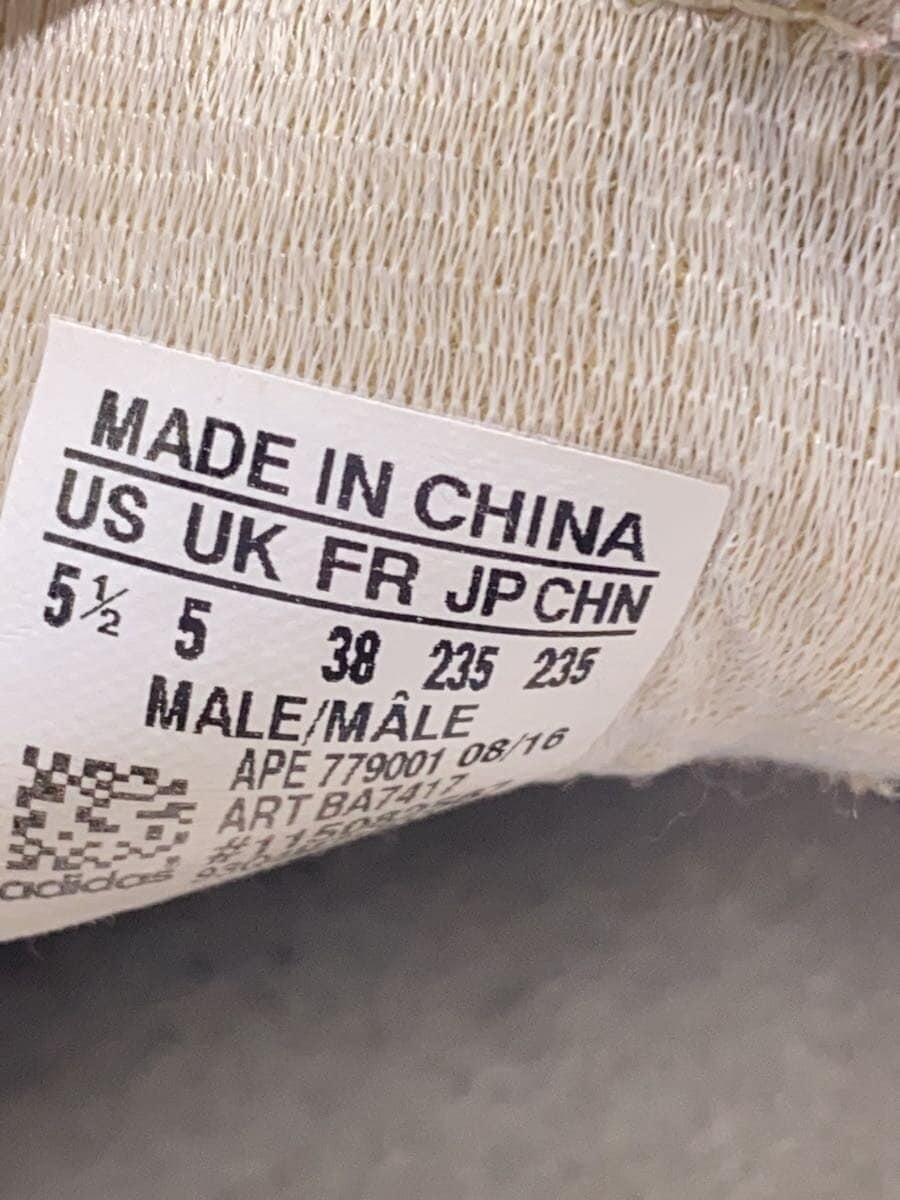 MADE IN CHINA
US UK FR JP CHN
5½ 5 38 235 235
MALE/MÂLE
APE 779001 08/16
ART BA7417
adidas